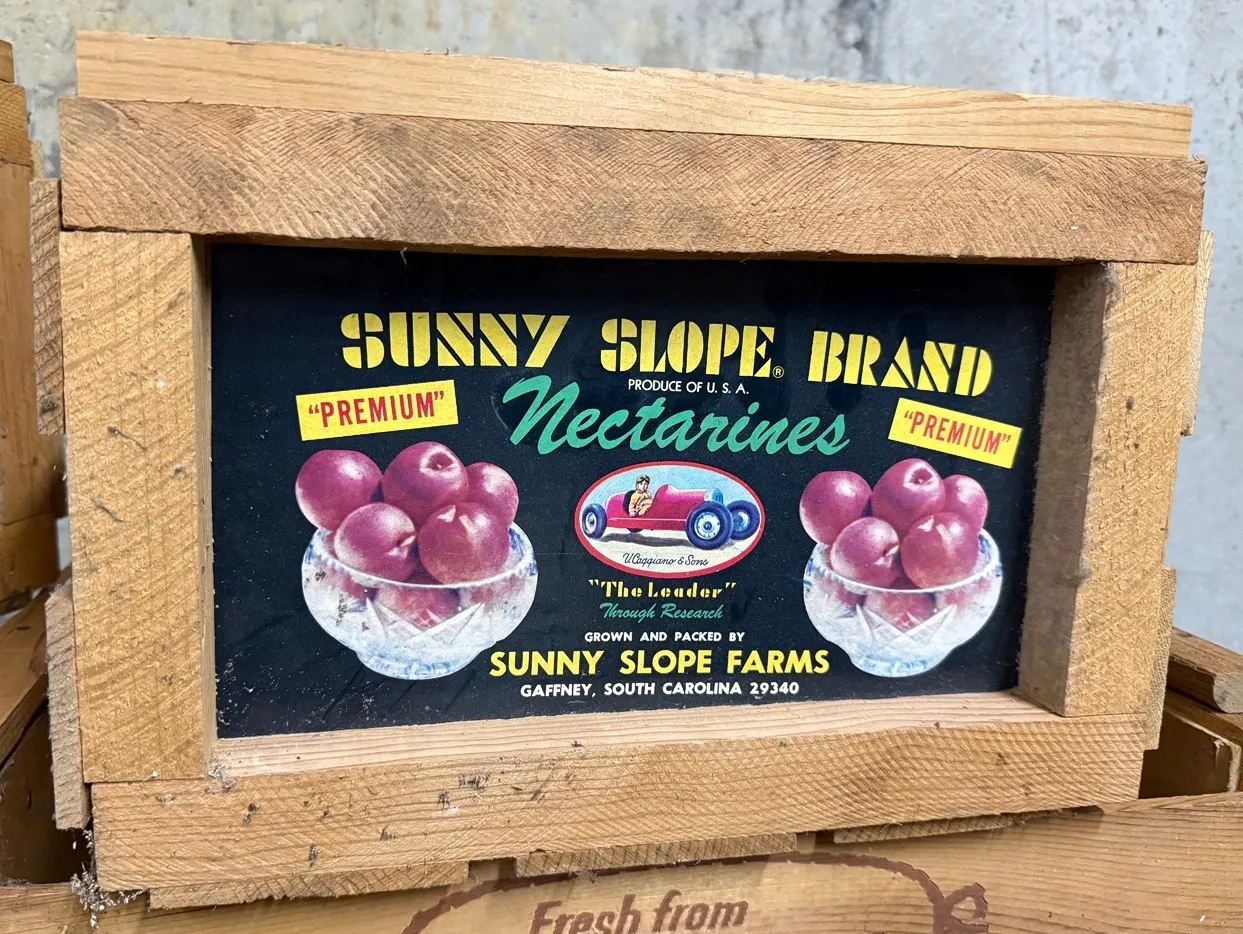 SUNNY SLOPE® BRAND
PRODUCE OF U. S. A.
"PREMIUM"
Nectarines
"PREMIUM"
V. Caggiano & Sons
"The Leader"
Through Research
GROWN AND PACKED BY
SUNNY SLOPE FARMS
GAFFNEY, SOUTH CAROLINA 29340
Fresh from